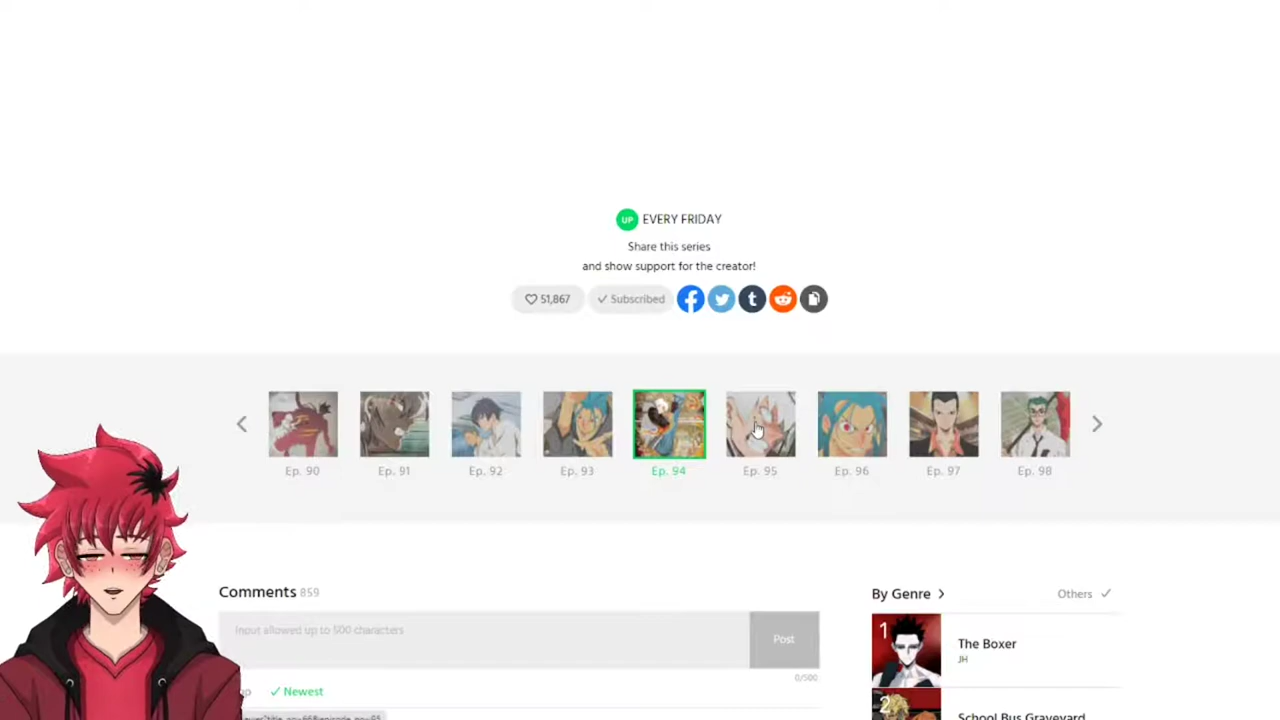 UP EVERY FRIDAY
Share this series
and show support for the creator!
51,867 Subscribed
Ep. 90 Ep. 91 Ep. 92 Ep. 93 Ep. 94 Ep. 95 Ep. 96 Ep. 97 Ep. 98
Comments 859
Input allowed up to 500 characters
Post
0/500
Newest
By Genre Others
1
The Boxer
JH
2
School Bus Graveyard